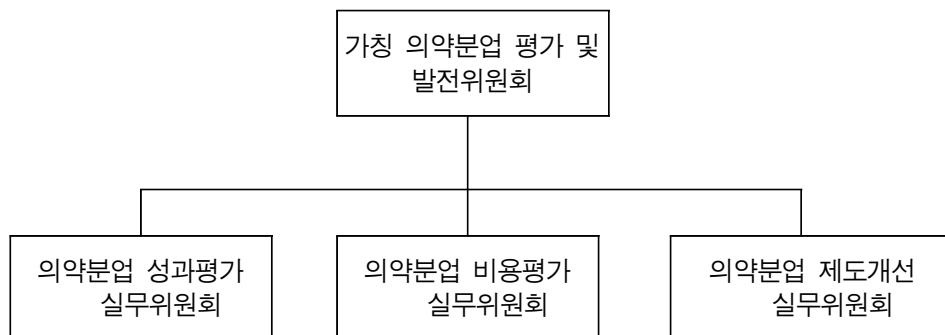 가칭 의약분업 평가 및
발전위원회
의약분업 성과평가
실무위원회
의약분업 비용평가
실무위원회
의약분업 제도개선
실무위원회